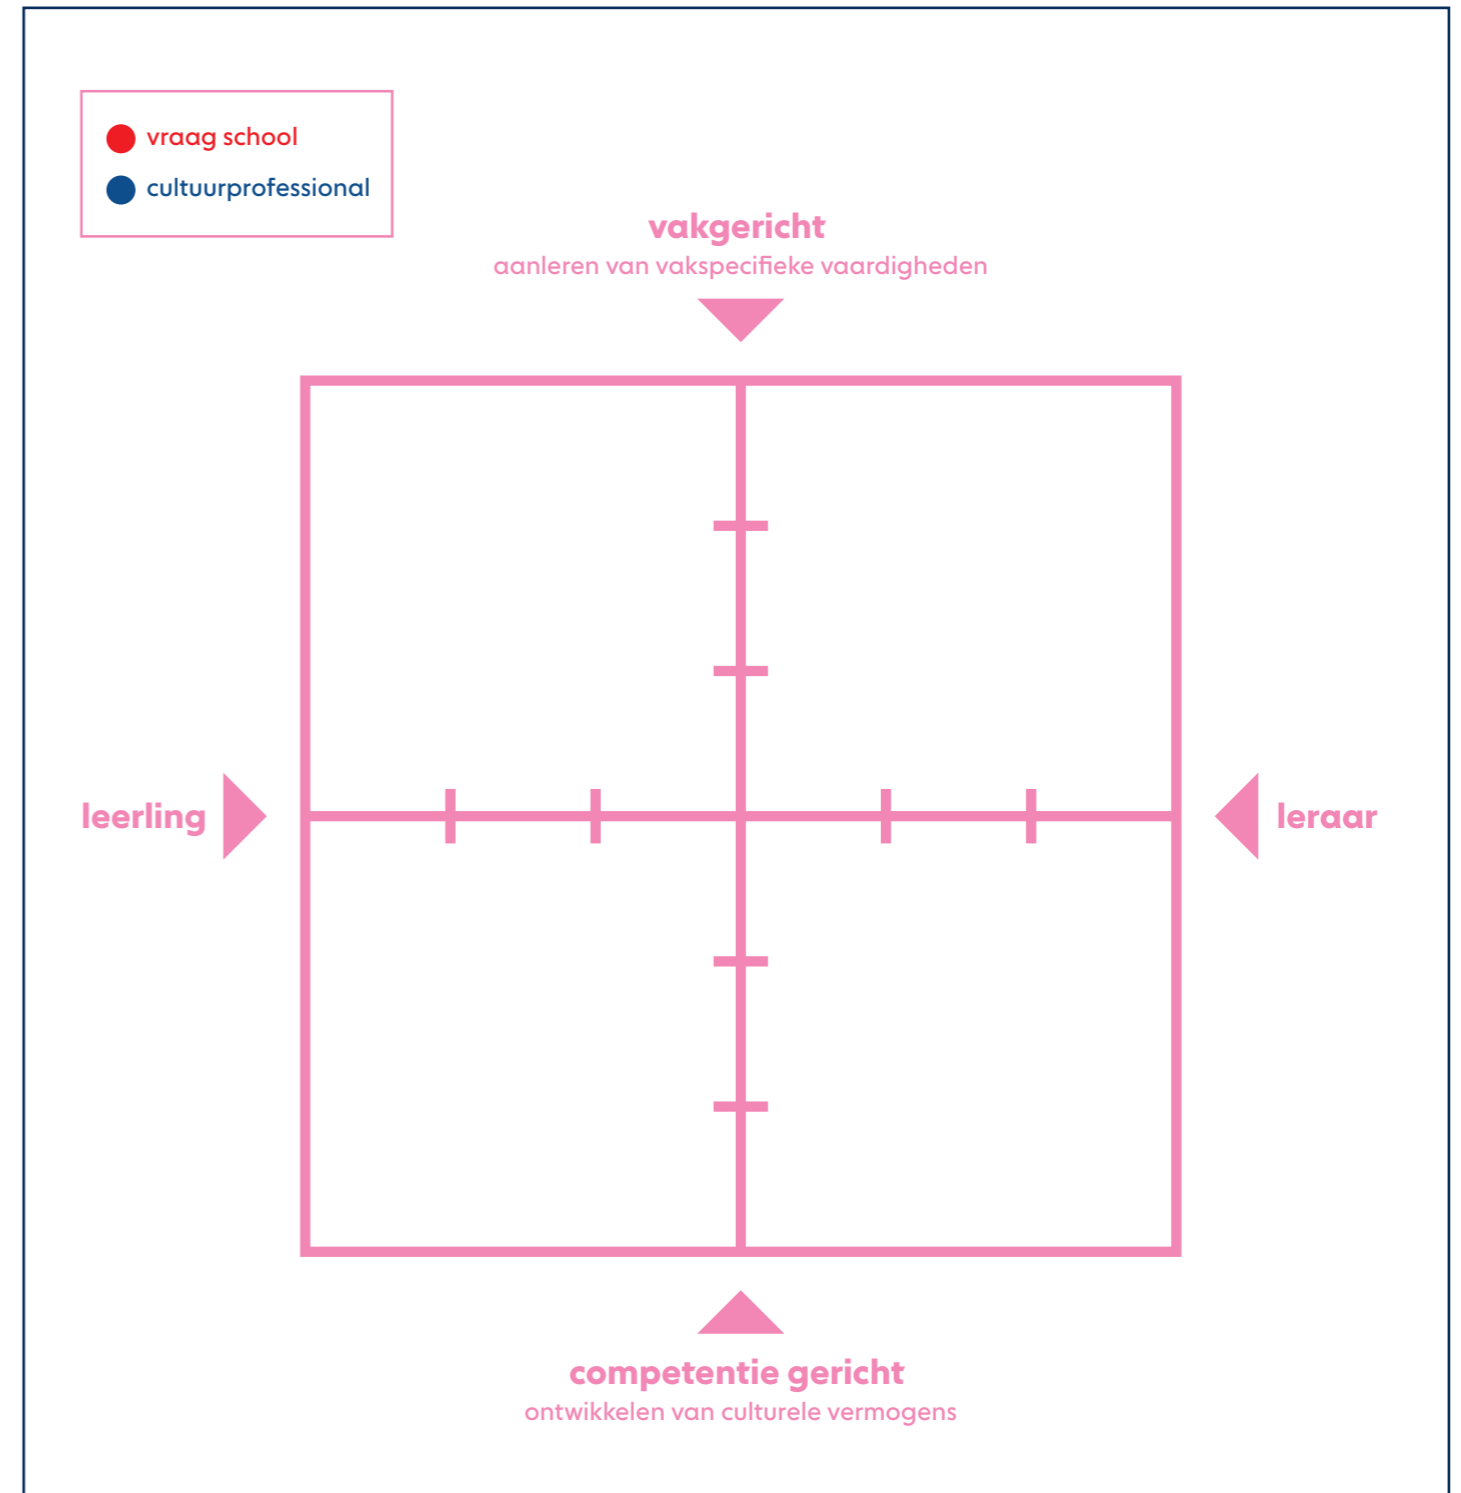 vraag school
cultuurprofessional
vakgericht
aanleren van vakspecifieke vaardigheden
leerling
leraar
competentie gericht
ontwikkelen van culturele vermogens